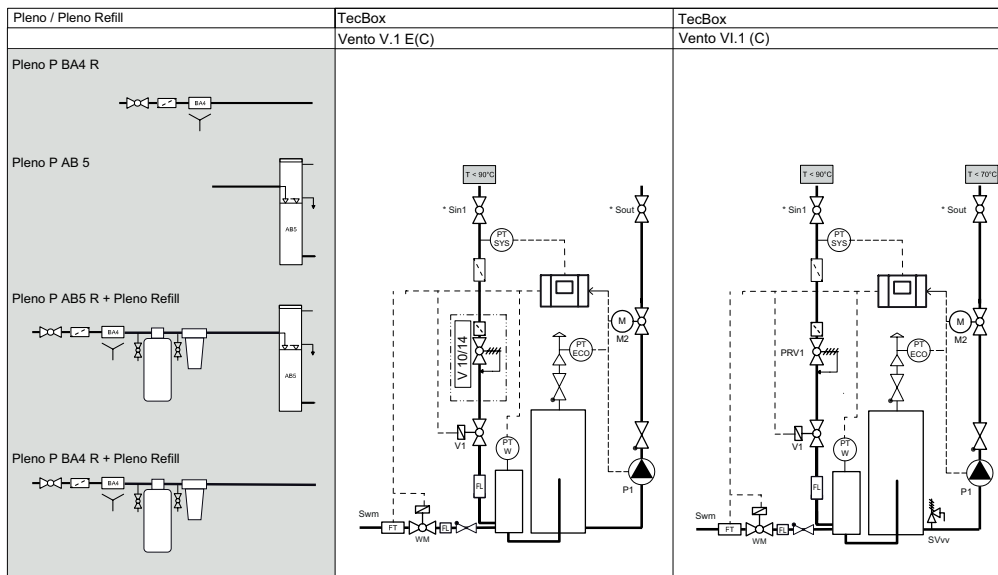 Pleno / Pleno Refill
TecBox
TecBox
Vento V.1 E(C)
Vento VI.1 (C)
Pleno P BA4 R
BA4
Pleno P AB 5
AB5
Pleno P AB5 R + Pleno Refill
BA4
AB5
Pleno P BA4 R + Pleno Refill
BA4
T < 90°C
* Sin1
* Sout
PT
SYS
M
M2
V 10/14
PT
ECO
V1
PT
W
FL
P1
Swm
FT
WM
FL
T < 90°C
T < 70°C
* Sin1
* Sout
PT
SYS
M
M2
PRV1
PT
ECO
V1
PT
W
FL
P1
Swm
FT
WM
FL
SVvv